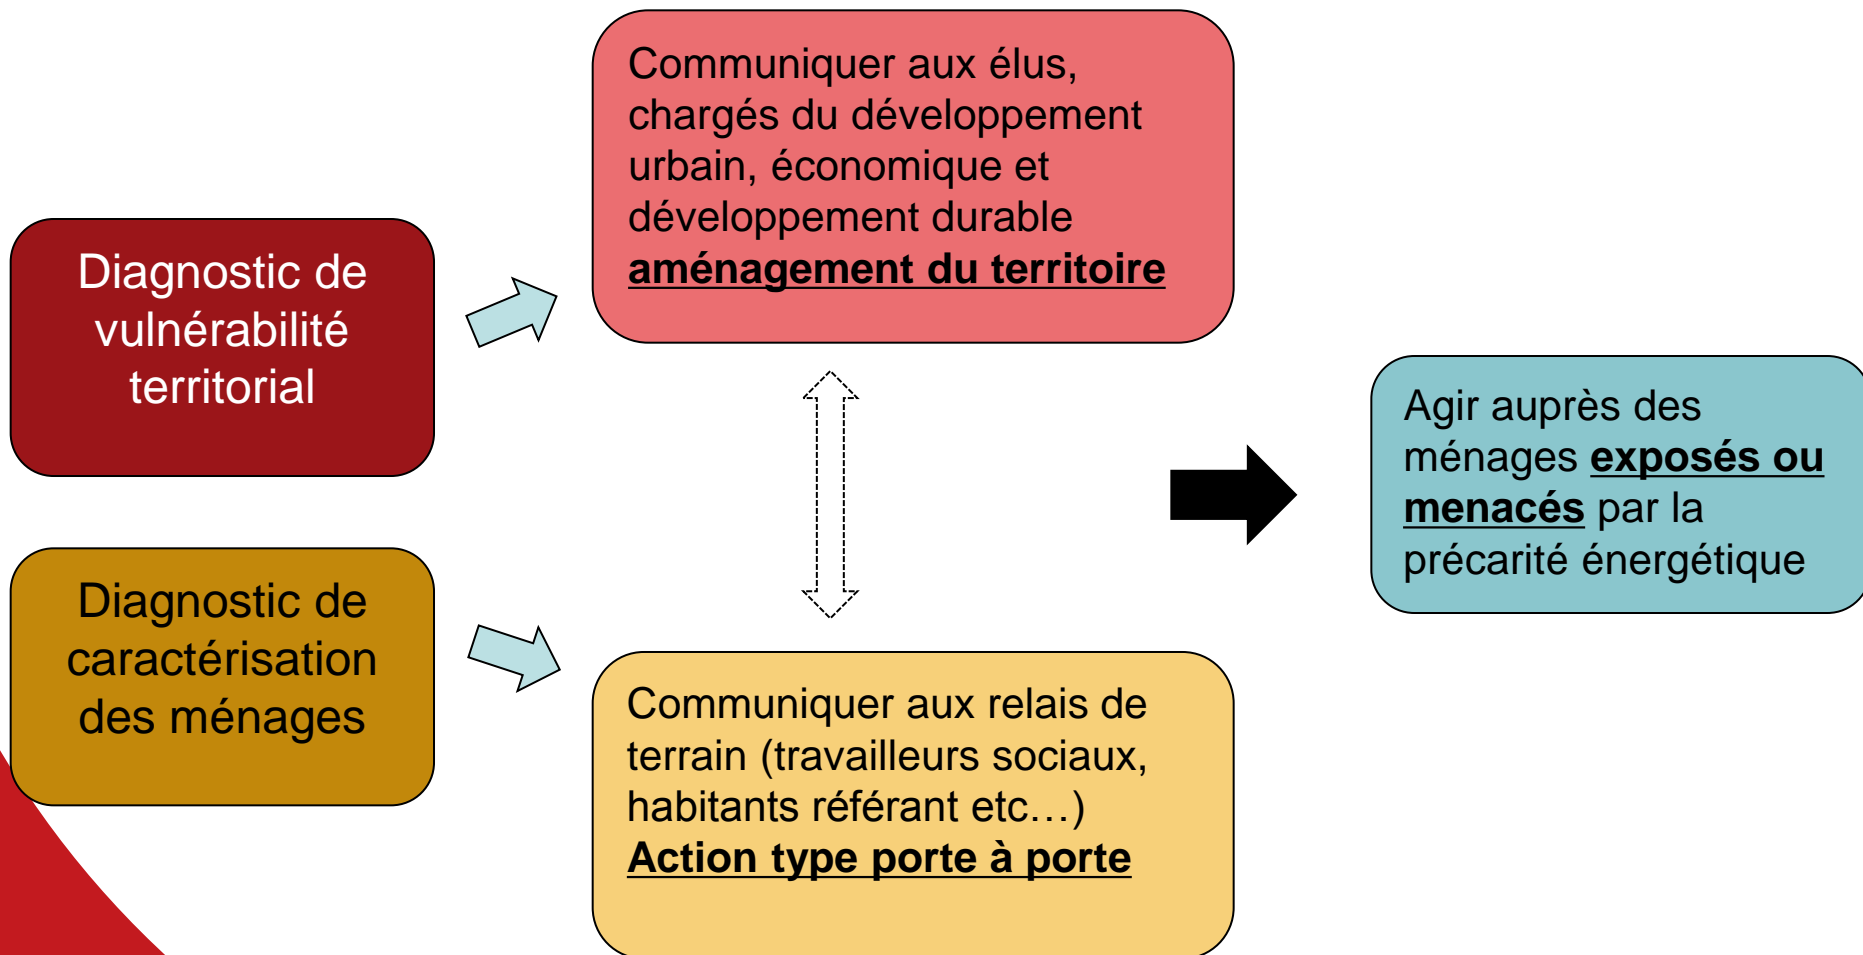 Diagnostic de
vulnérabilité
territorial
Communiquer aux élus,
chargés du développement
urbain, économique et
développement durable
aménagement du territoire
Diagnostic de
caractérisation
des ménages
Communiquer aux relais de
terrain (travailleurs sociaux,
habitants référant etc…)
Action type porte à porte
Agir auprès des
ménages exposés ou
menacés par la
précarité énergétique